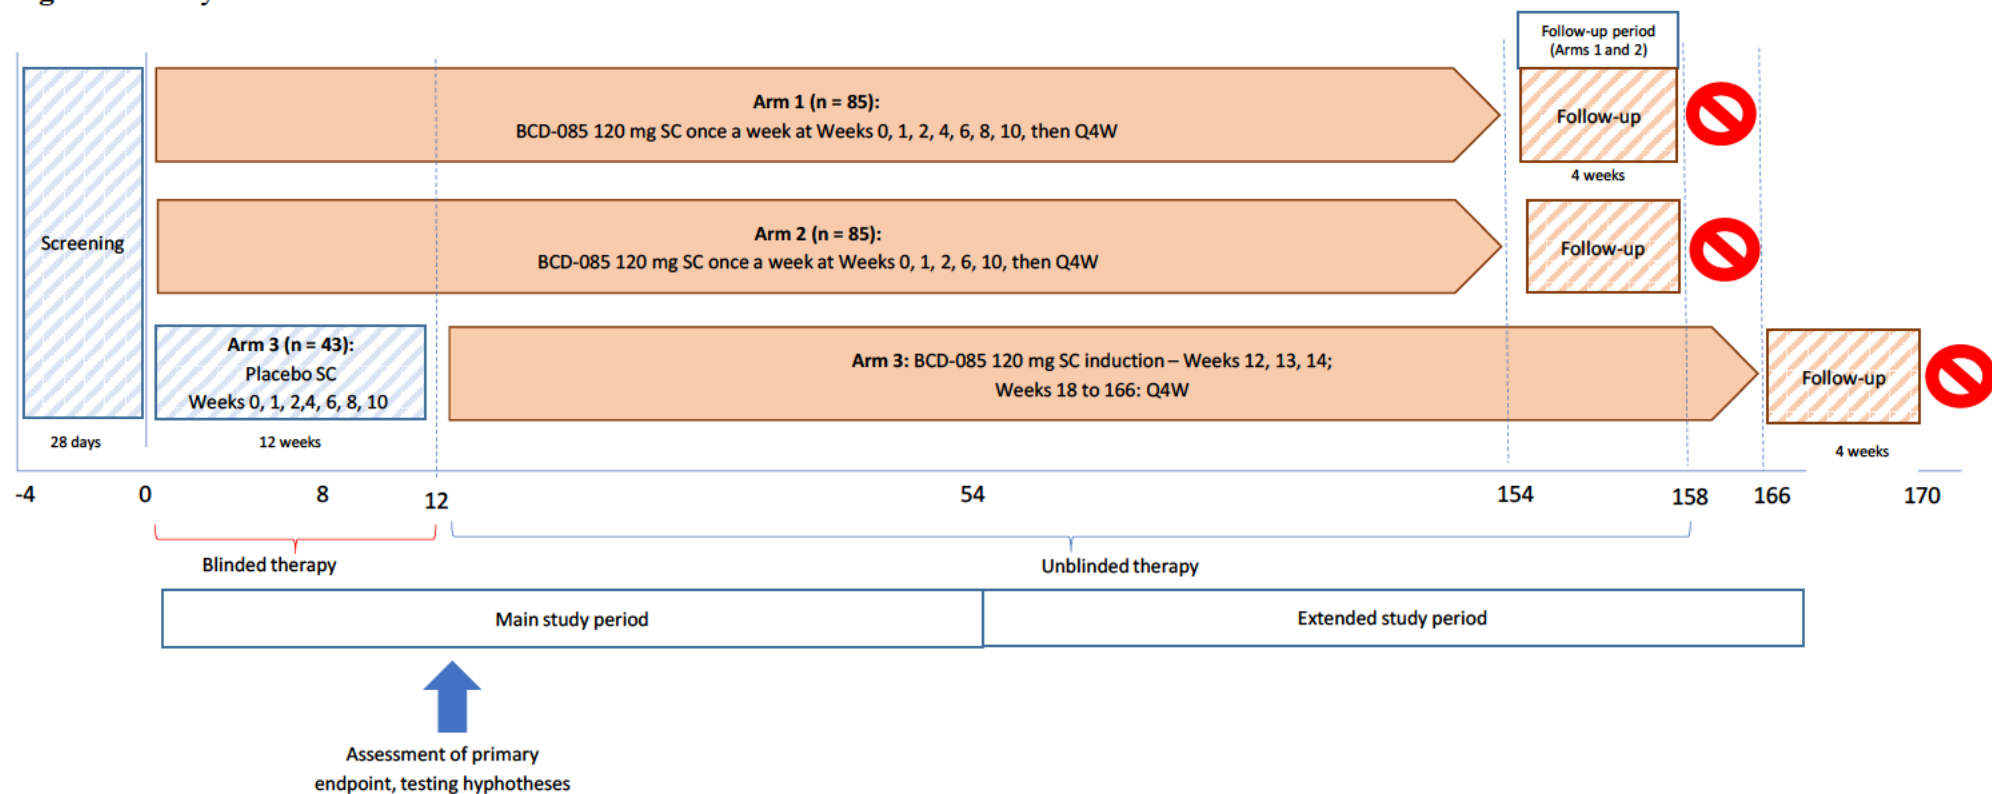 Follow-up period
(Arms 1 and 2)
Arm 1 (n = 85):
BCD-085 120 mg SC once a week at Weeks 0, 1, 2, 4, 6, 8, 10, then Q4W
Follow-up
4 weeks
Screening
Arm 2 (n = 85):
BCD-085 120 mg SC once a week at Weeks 0, 1, 2, 6, 10, then Q4W
Follow-up
Arm 3 (n = 43):
Placebo SC
Weeks 0, 1, 2,4, 6, 8, 10
Arm 3: BCD-085 120 mg SC induction – Weeks 12, 13, 14;
Weeks 18 to 166: Q4W
Follow-up
28 days
12 weeks
4 weeks
-4 0 8 12 54 154 158 166 170
Blinded therapy
Unblinded therapy
Main study period
Extended study period
Assessment of primary
endpoint, testing hyphotheses